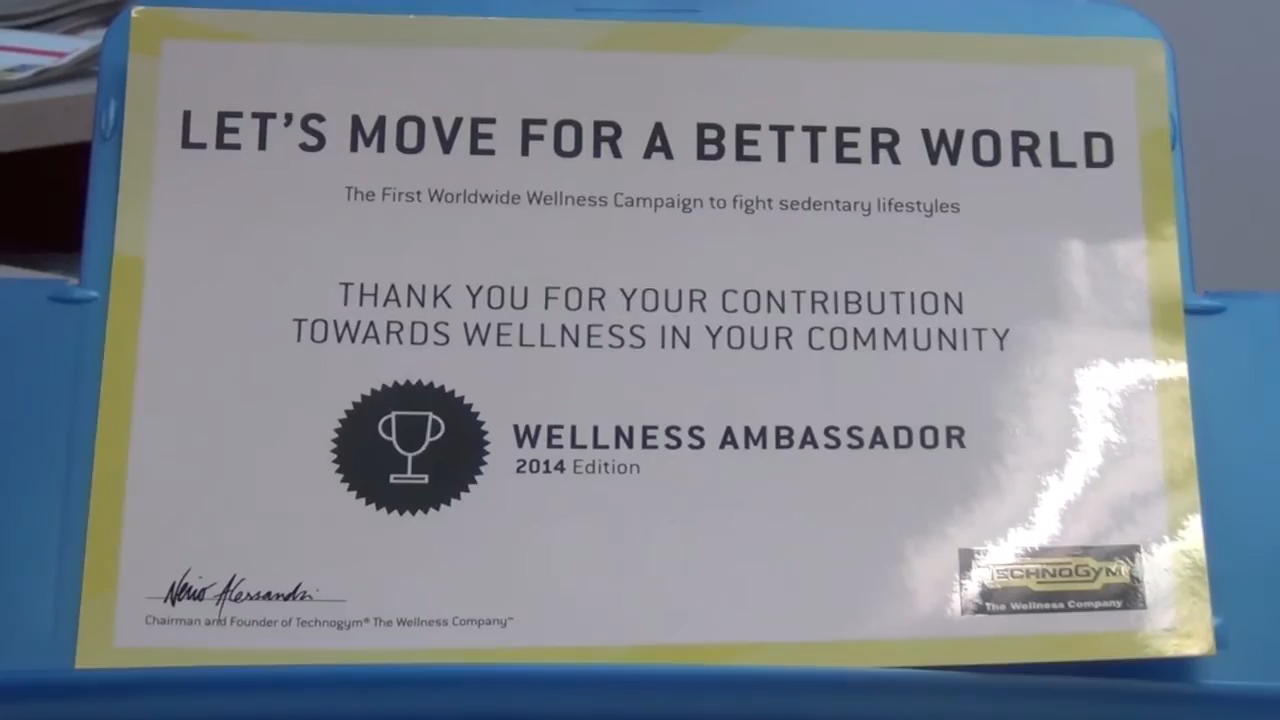 LET'S MOVE FOR A BETTER WORLD
The First Worldwide Wellness Campaign to fight sedentary lifestyles
THANK YOU FOR YOUR CONTRIBUTION
TOWARDS WELLNESS IN YOUR COMMUNITY
WELLNESS AMBASSADOR
2014 Edition
Nerio Alessandri
Chairman and Founder of Technogym® The Wellness Company™
TECHNOGYM
The Wellness Company